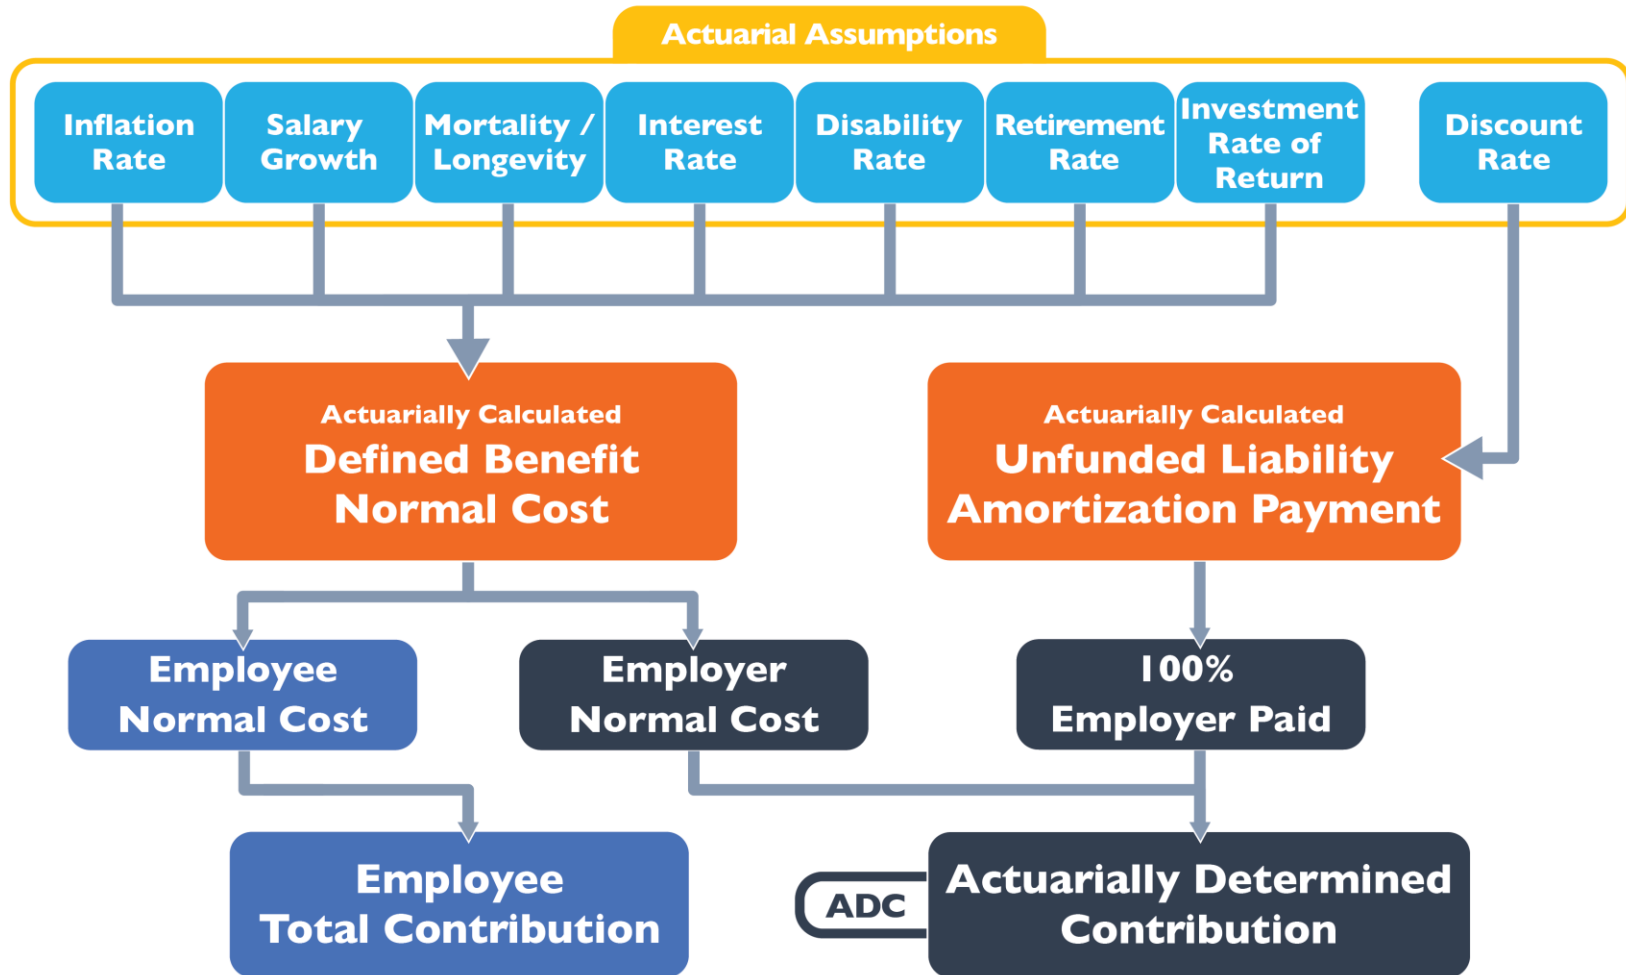 Actuarial Assumptions
Inflation
Rate
Salary
Growth
Mortality /
Longevity
Interest
Rate
Disability
Rate
Retirement
Rate
Investment
Rate of
Return
Discount
Rate
Actuarially Calculated
Defined Benefit
Normal Cost
Actuarially Calculated
Unfunded Liability
Amortization Payment
Employee
Normal Cost
Employer
Normal Cost
100%
Employer Paid
Employee
Total Contribution
ADC
Actuarially Determined
Contribution